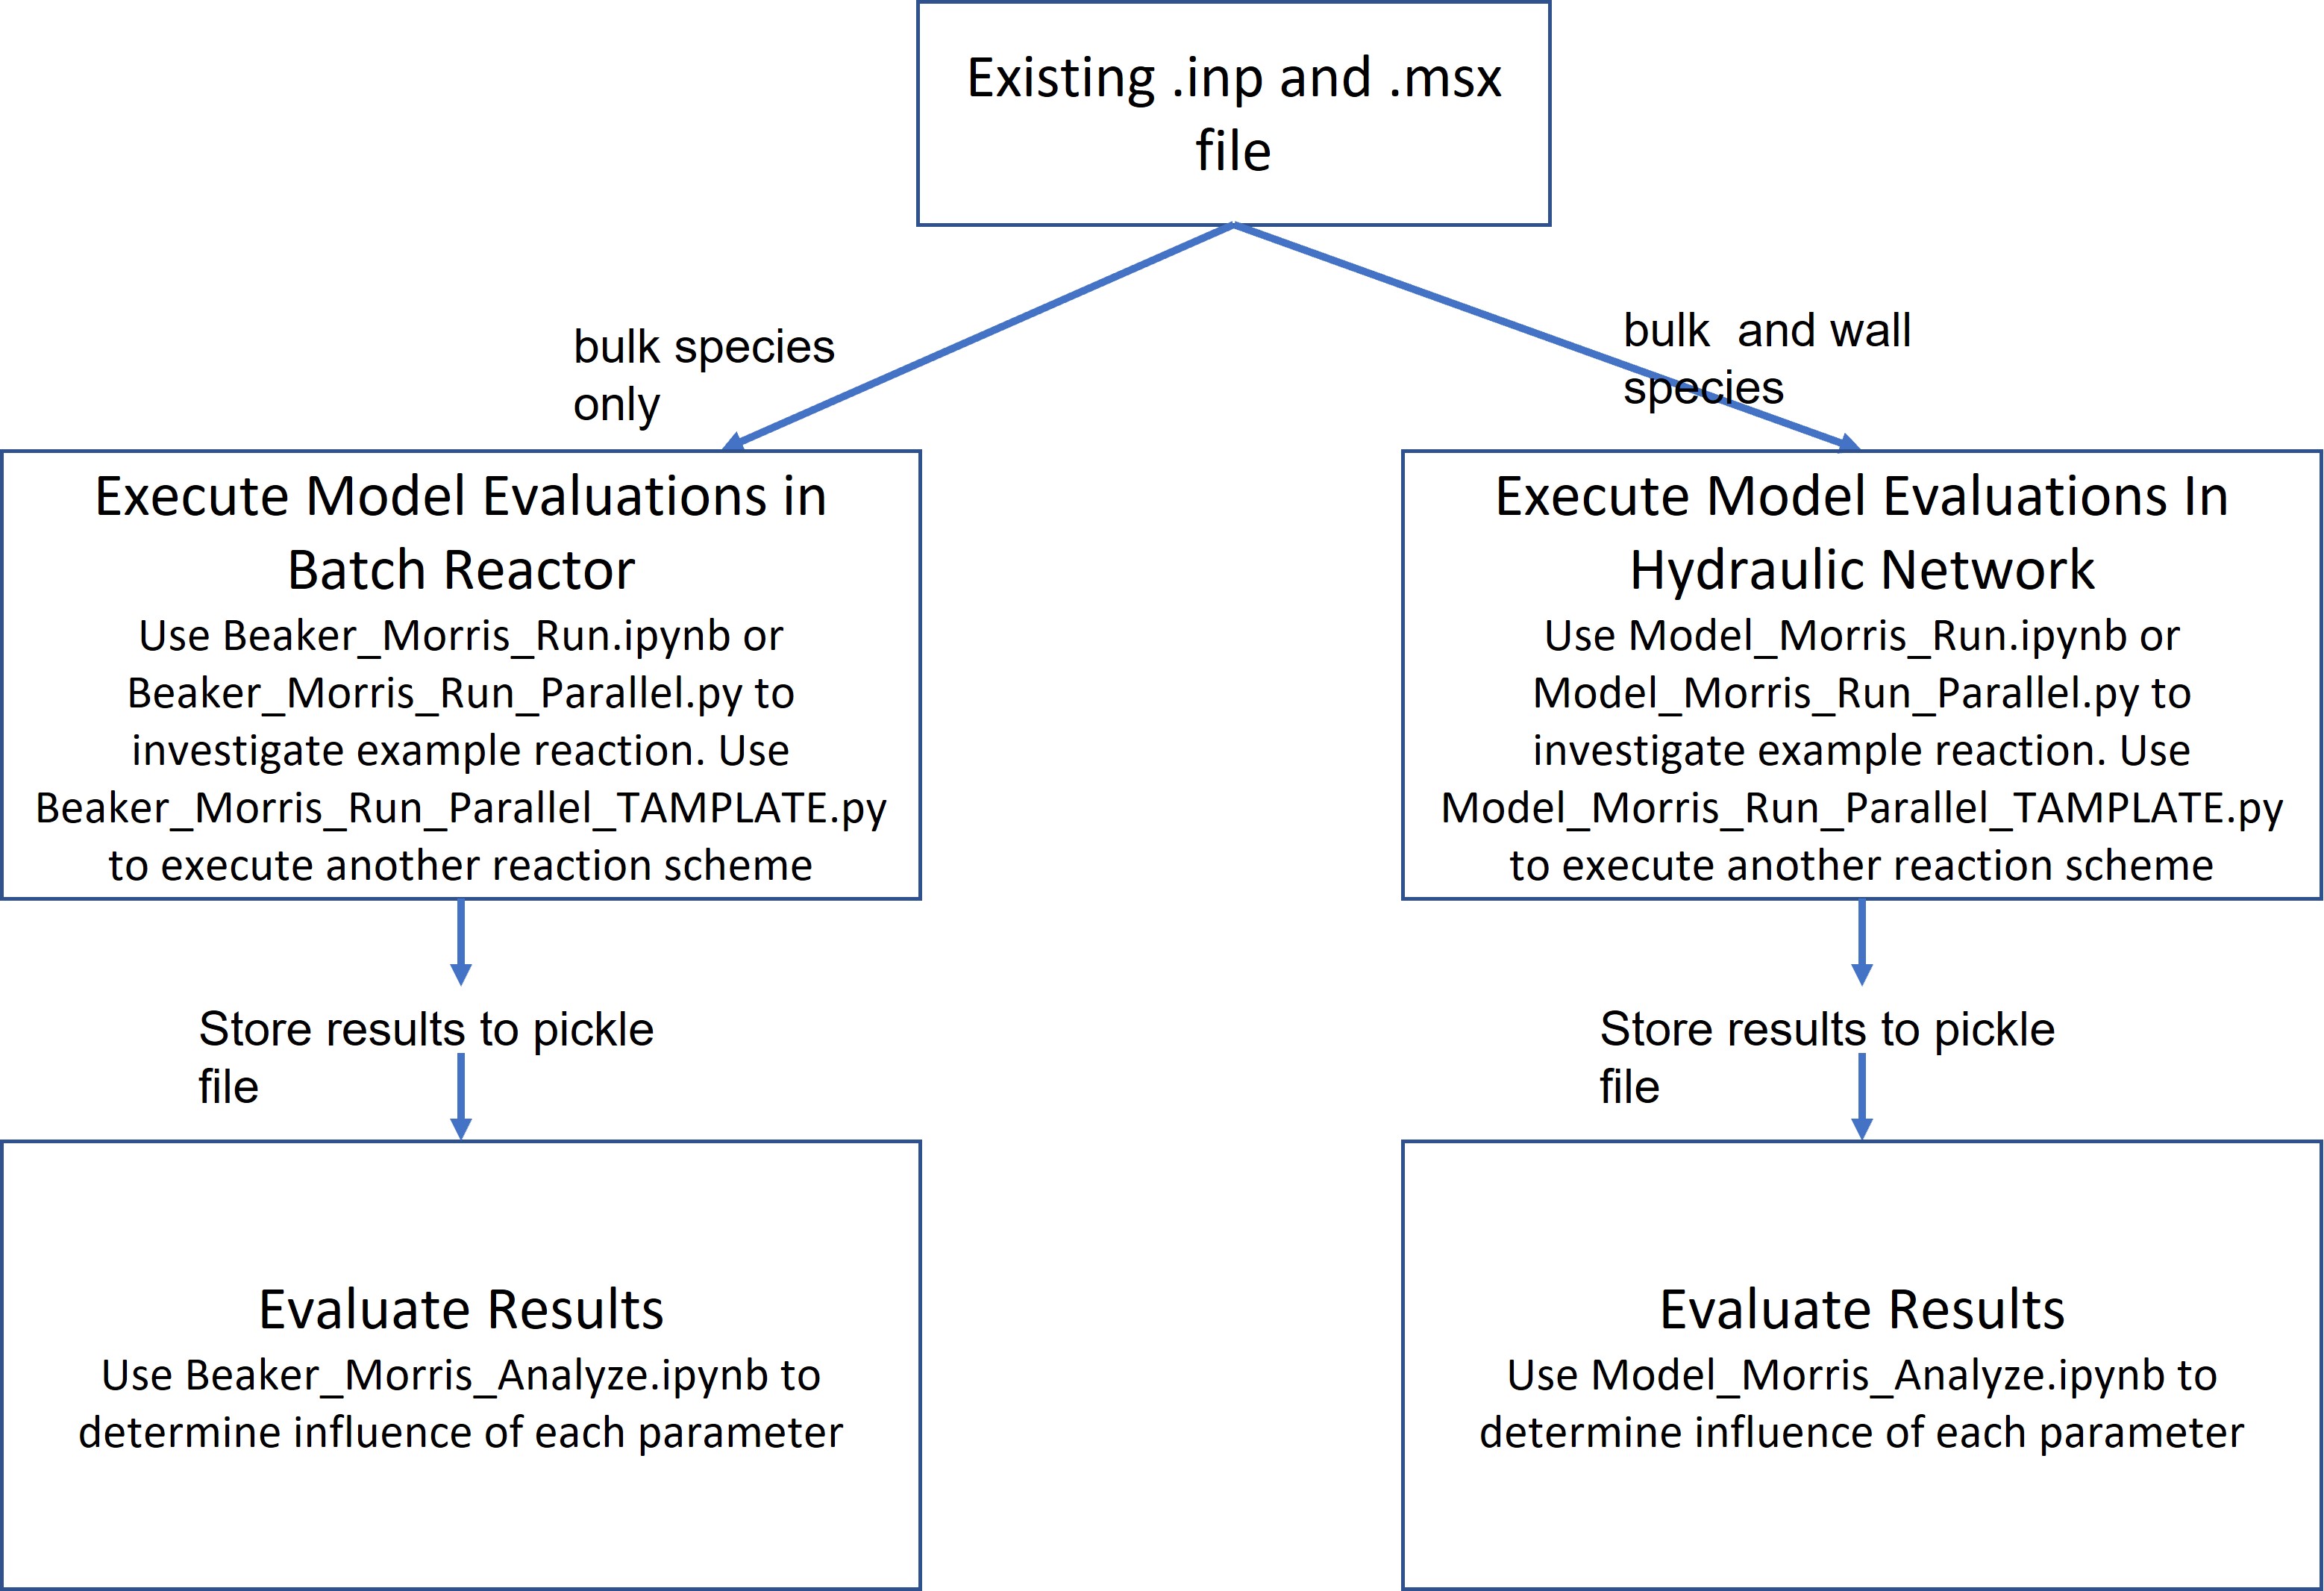 Existing .inp and .msx
file
bulk species
only
bulk  and wall
species
Execute Model Evaluations in
Batch Reactor
Use Beaker_Morris_Run.ipynb or
Beaker_Morris_Run_Parallel.py to
investigate example reaction. Use
Beaker_Morris_Run_Parallel_TAMPLATE.py
to execute another reaction scheme
Execute Model Evaluations In
Hydraulic Network
Use Model_Morris_Run.ipynb or
Model_Morris_Run_Parallel.py to
investigate example reaction. Use
Model_Morris_Run_Parallel_TAMPLATE.py
to execute another reaction scheme
Store results to pickle
file
Store results to pickle
file
Evaluate Results
Use Beaker_Morris_Analyze.ipynb to
determine influence of each parameter
Evaluate Results
Use Model_Morris_Analyze.ipynb to
determine influence of each parameter